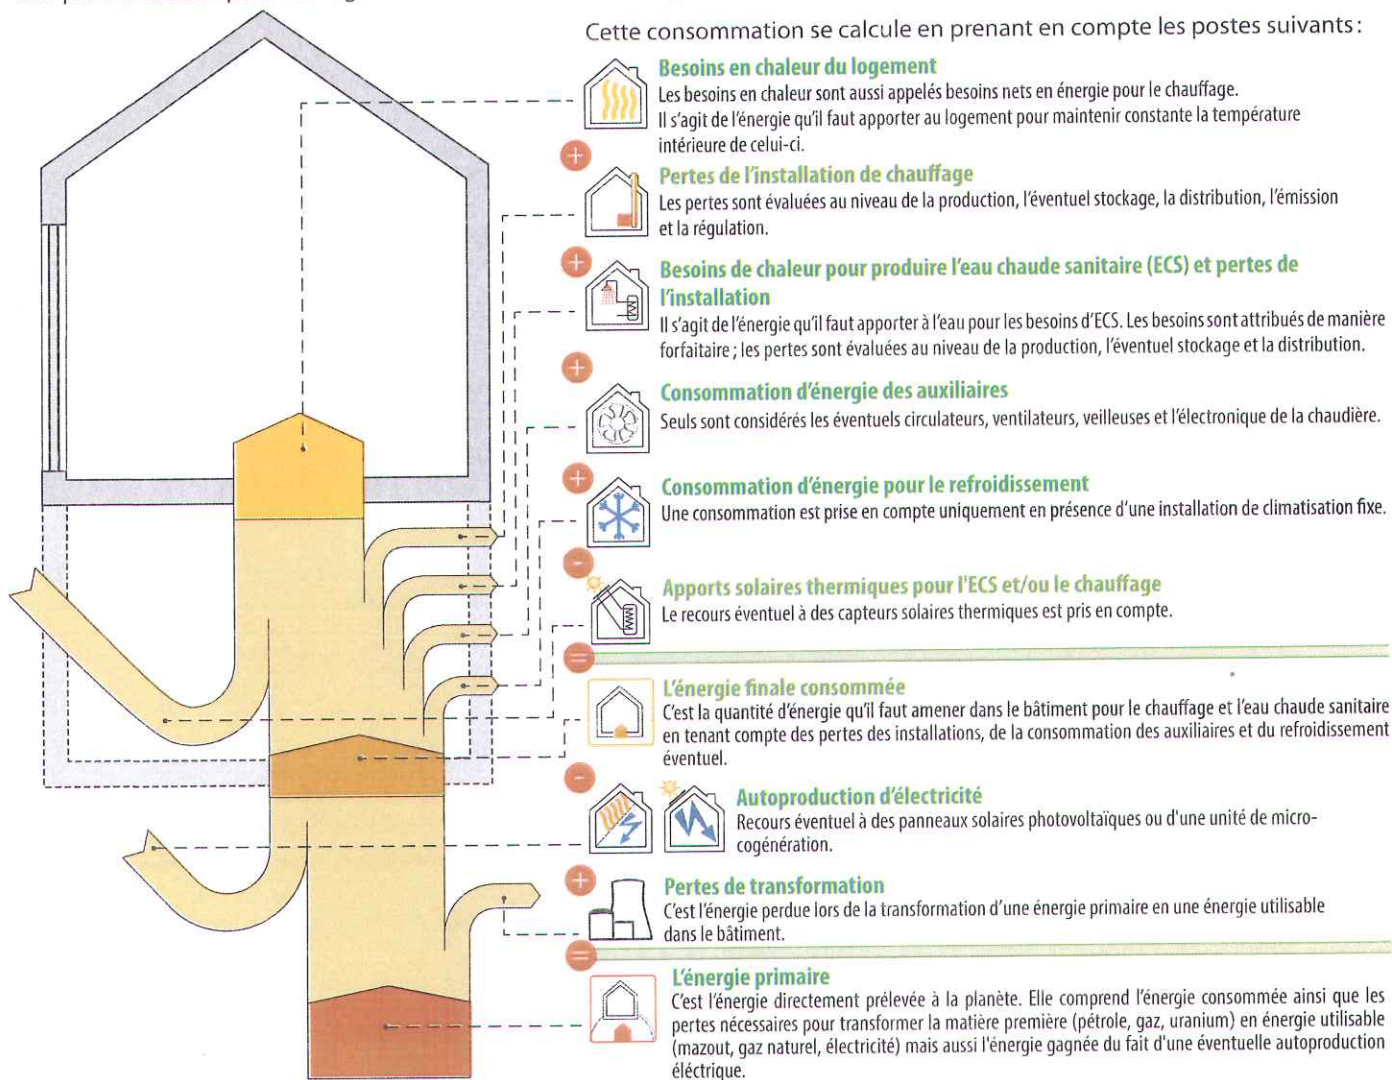 Cette consommation se calcule en prenant en compte les postes suivants :
Besoins en chaleur du logement
Les besoins en chaleur sont aussi appelés besoins nets en énergie pour le chauffage.
Il s'agit de l'énergie qu'il faut apporter au logement pour maintenir constante la température
intérieure de celui-ci.
+
Pertes de l'installation de chauffage
Les pertes sont évaluées au niveau de la production, l'éventuel stockage, la distribution, l'émission
et la régulation.
+
Besoins de chaleur pour produire l'eau chaude sanitaire (ECS) et pertes de
l'installation
Il s'agit de l'énergie qu'il faut apporter à l'eau pour les besoins d'ECS. Les besoins sont attribués de manière
forfaitaire ; les pertes sont évaluées au niveau de la production, l'éventuel stockage et la distribution.
+
Consommation d'énergie des auxiliaires
Seuls sont considérés les éventuels circulateurs, ventilateurs, veilleuses et l'électronique de la chaudière.
+
Consommation d'énergie pour le refroidissement
Une consommation est prise en compte uniquement en présence d'une installation de climatisation fixe.
-
Apports solaires thermiques pour l'ECS et/ou le chauffage
Le recours éventuel à des capteurs solaires thermiques est pris en compte.
=
L'énergie finale consommée
C'est la quantité d'énergie qu'il faut amener dans le bâtiment pour le chauffage et l'eau chaude sanitaire
en tenant compte des pertes des installations, de la consommation des auxiliaires et du refroidissement
éventuel.
-
Autoproduction d'électricité
Recours éventuel à des panneaux solaires photovoltaïques ou d'une unité de micro-
cogénération.
+
Pertes de transformation
C'est l'énergie perdue lors de la transformation d'une énergie primaire en une énergie utilisable
dans le bâtiment.
=
L'énergie primaire
C'est l'énergie directement prélevée à la planète. Elle comprend l'énergie consommée ainsi que les
pertes nécessaires pour transformer la matière première (pétrole, gaz, uranium) en énergie utilisable
(mazout, gaz naturel, électricité) mais aussi l'énergie gagnée du fait d'une éventuelle autoproduction
éléctrique.